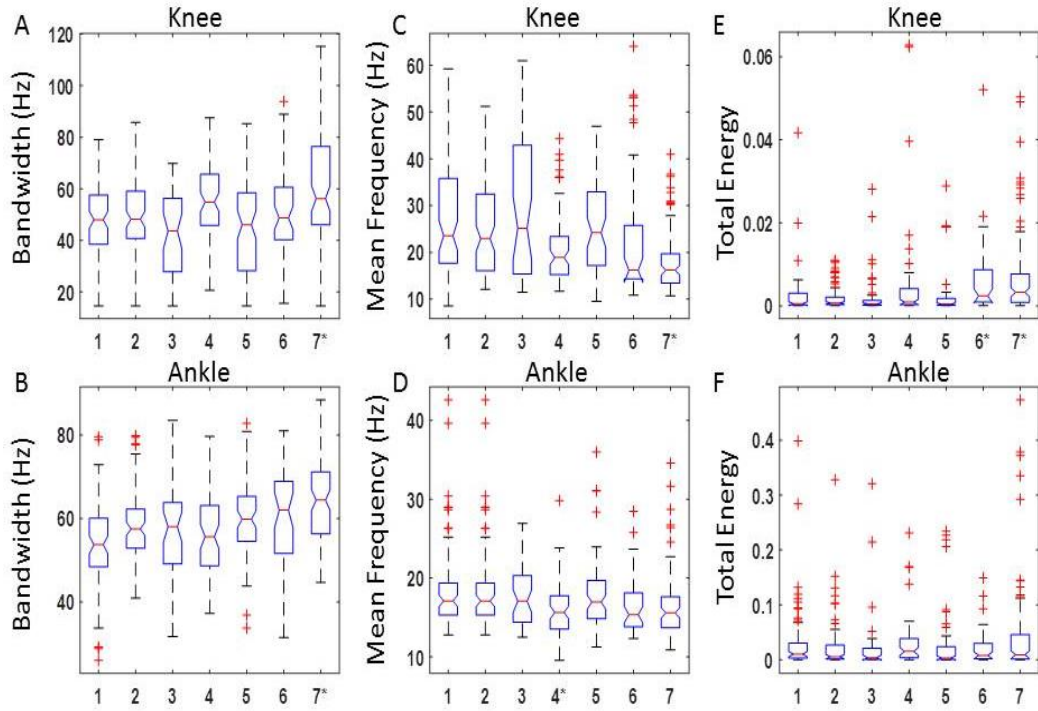 A Knee
Bandwidth (Hz)
120
100
80
60
40
20
1 2 3 4 5 6 7*
C Knee
Mean Frequency (Hz)
60
50
40
30
20
10
1 2 3 4 5 6 7*
E Knee
Total Energy
0.06
0.04
0.02
0
1 2 3 4 5 6* 7*
B Ankle
Bandwidth (Hz)
80
60
40
1 2 3 4 5 6 7*
D Ankle
Mean Frequency (Hz)
40
30
20
10
1 2 3 4* 5 6 7
F Ankle
Total Energy
0.4
0.3
0.2
0.1
0
1 2 3 4 5 6 7